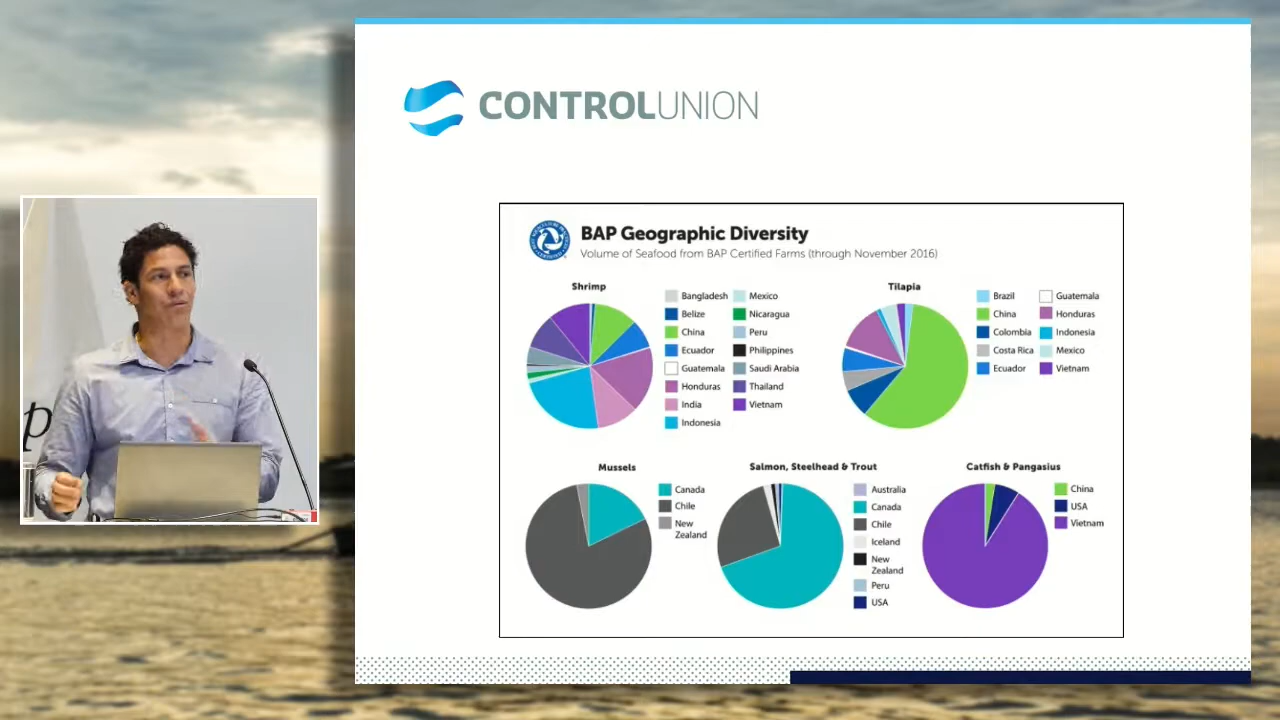 CONTROLUNION
BAP Geographic Diversity
Volume of Seafood from BAP Certified Farms (through November 2016)
Shrimp
Bangladesh
Belize
China
Ecuador
Guatemala
Honduras
India
Indonesia
Mexico
Nicaragua
Peru
Philippines
Saudi Arabia
Thailand
Vietnam
Tilapia
Brazil
China
Colombia
Costa Rica
Ecuador
Guatemala
Honduras
Indonesia
Mexico
Vietnam
Mussels
Canada
Chile
New
Zealand
Salmon, Steelhead & Trout
Australia
Canada
Chile
Iceland
New
Zealand
Peru
USA
Catfish & Pangasius
China
USA
Vietnam
p